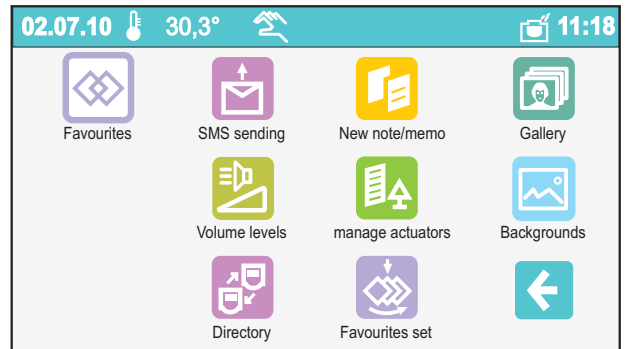 02.07.10 30,3° 11:18
Favourites SMS sending New note/memo Gallery
Volume levels manage actuators Backgrounds
Directory Favourites set